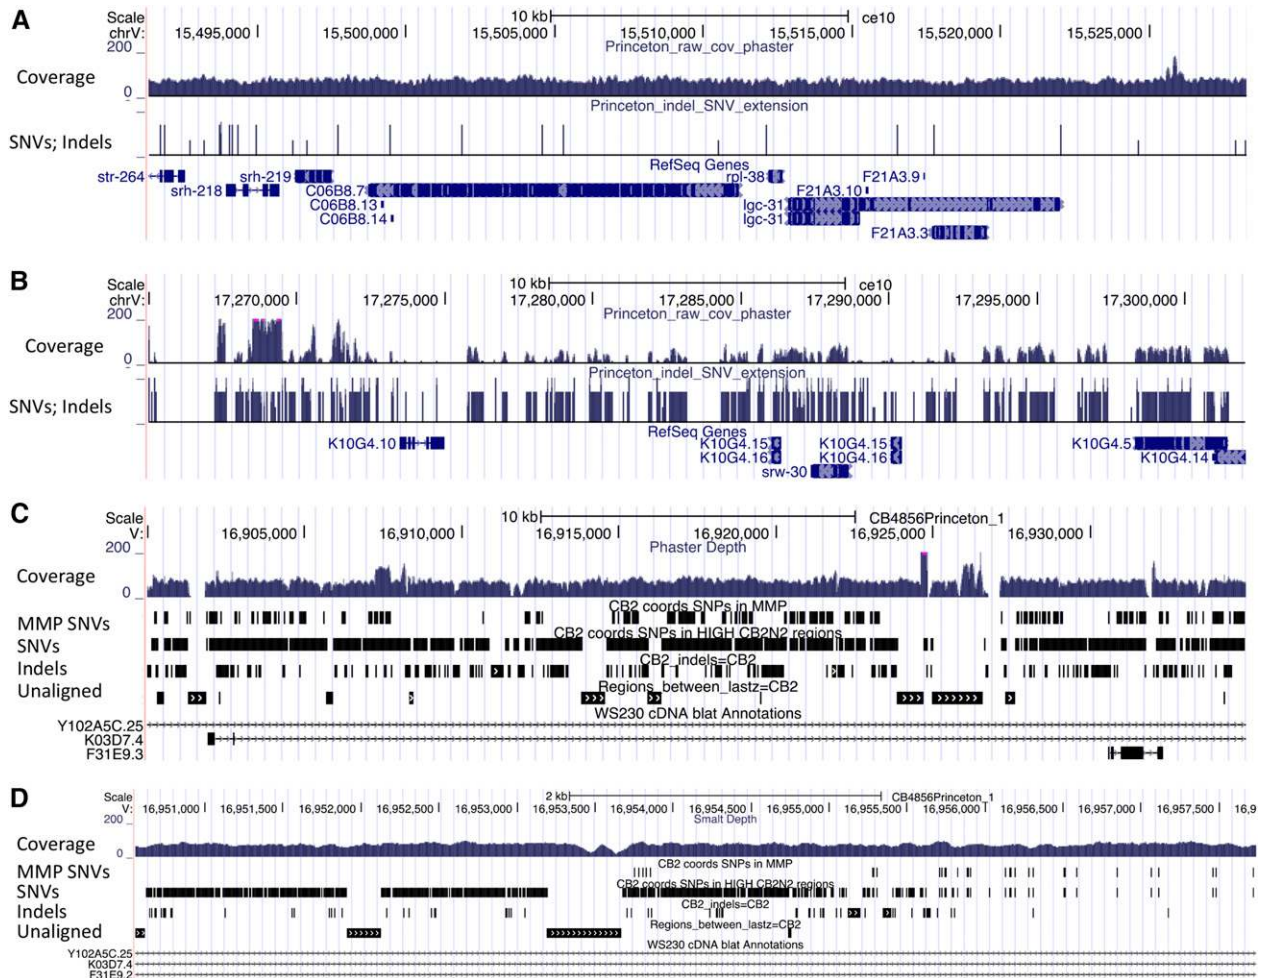 A
Scale 10 kb ce10
chrV: 15,495,000 15,500,000 15,505,000 15,510,000 15,515,000 15,520,000 15,525,000
200 Princeton_raw_cov_phaster
Coverage
0
Princeton_indel_SNV_extension
SNVs; Indels
RefSeq Genes
str-264 srh-219 rpl-38 F21A3.9
srh-218 C06B8.7 F21A3.10
C06B8.13 lgc-31
C06B8.14 lgc-31
F21A3.3
B
Scale 10 kb ce10
chrV: 17,270,000 17,275,000 17,280,000 17,285,000 17,290,000 17,295,000 17,300,000
200 Princeton_raw_cov_phaster
Coverage
0
Princeton_indel_SNV_extension
SNVs; Indels
RefSeq Genes
K10G4.10 K10G4.15 K10G4.15 K10G4.5
K10G4.16 K10G4.16 K10G4.14
srw-30
C
Scale 10 kb CB4856Princeton_1
V: 16,905,000 16,910,000 16,915,000 16,920,000 16,925,000 16,930,000
200 Phaster Depth
Coverage
0
CB2 coords SNPs in MMP
MMP SNVs
CB2 coords SNPs in HIGH CB2N2 regions
SNVs
CB2_indels=CB2
Indels
Regions_between_lastz=CB2
Unaligned
WS230 cDNA blat Annotations
Y102A5C.25
K03D7.4
F31E9.3
D
Scale 2 kb CB4856Princeton_1
V: 16,951,000 16,951,500 16,952,000 16,952,500 16,953,000 16,953,500 16,954,000 16,954,500 16,955,000 16,955,500 16,956,000 16,956,500 16,957,000 16,957,500 16,9
200 Smalt Depth
Coverage
0
CB2 coords SNPs in MMP
MMP SNVs
CB2 coords SNPs in HIGH CB2N2 regions
SNVs
CB2_indels=CB2
Indels
Regions_between_lastz=CB2
Unaligned
WS230 cDNA blat Annotations
Y102A5C.25
K03D7.4
F31E9.2